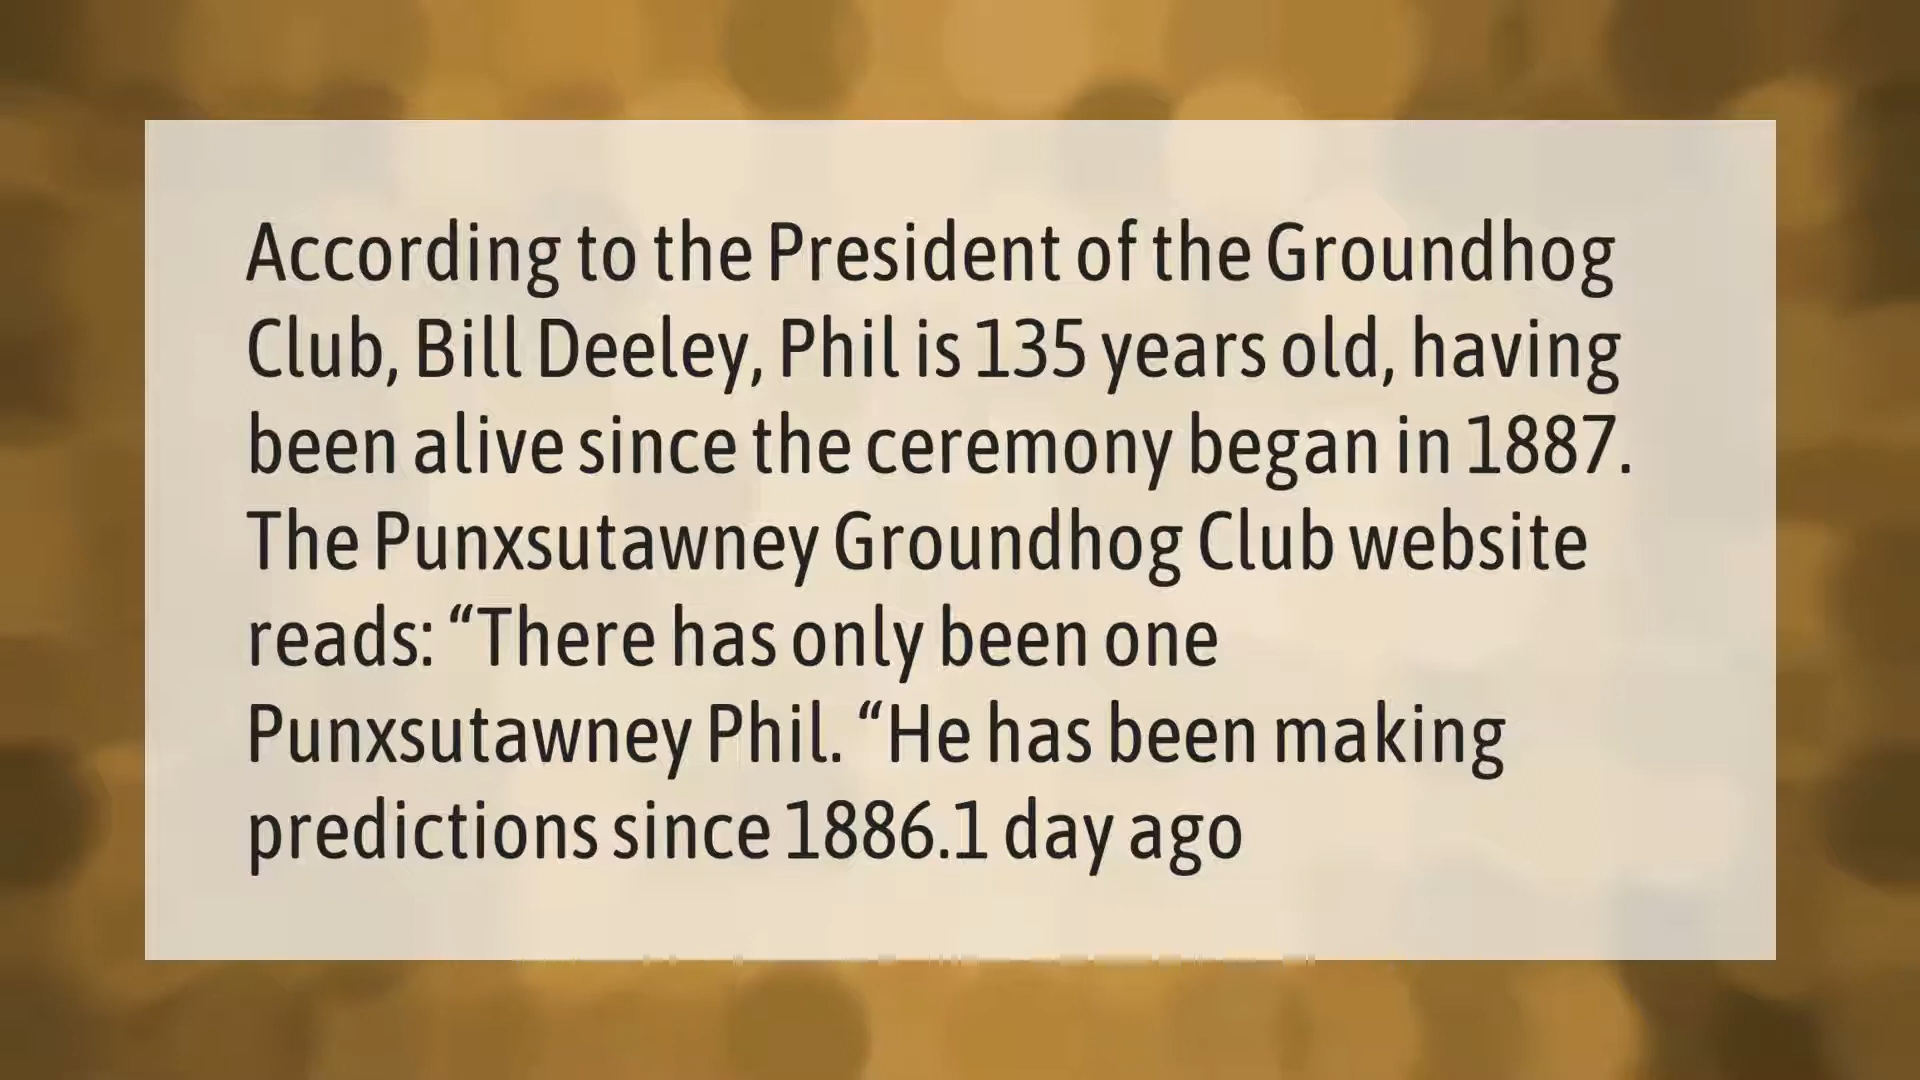 According to the President of the Groundhog
Club, Bill Deeley, Phil is 135 years old, having
been alive since the ceremony began in 1887.
The Punxsutawney Groundhog Club website
reads: “There has only been one
Punxsutawney Phil. “He has been making
predictions since 1886.1 day ago